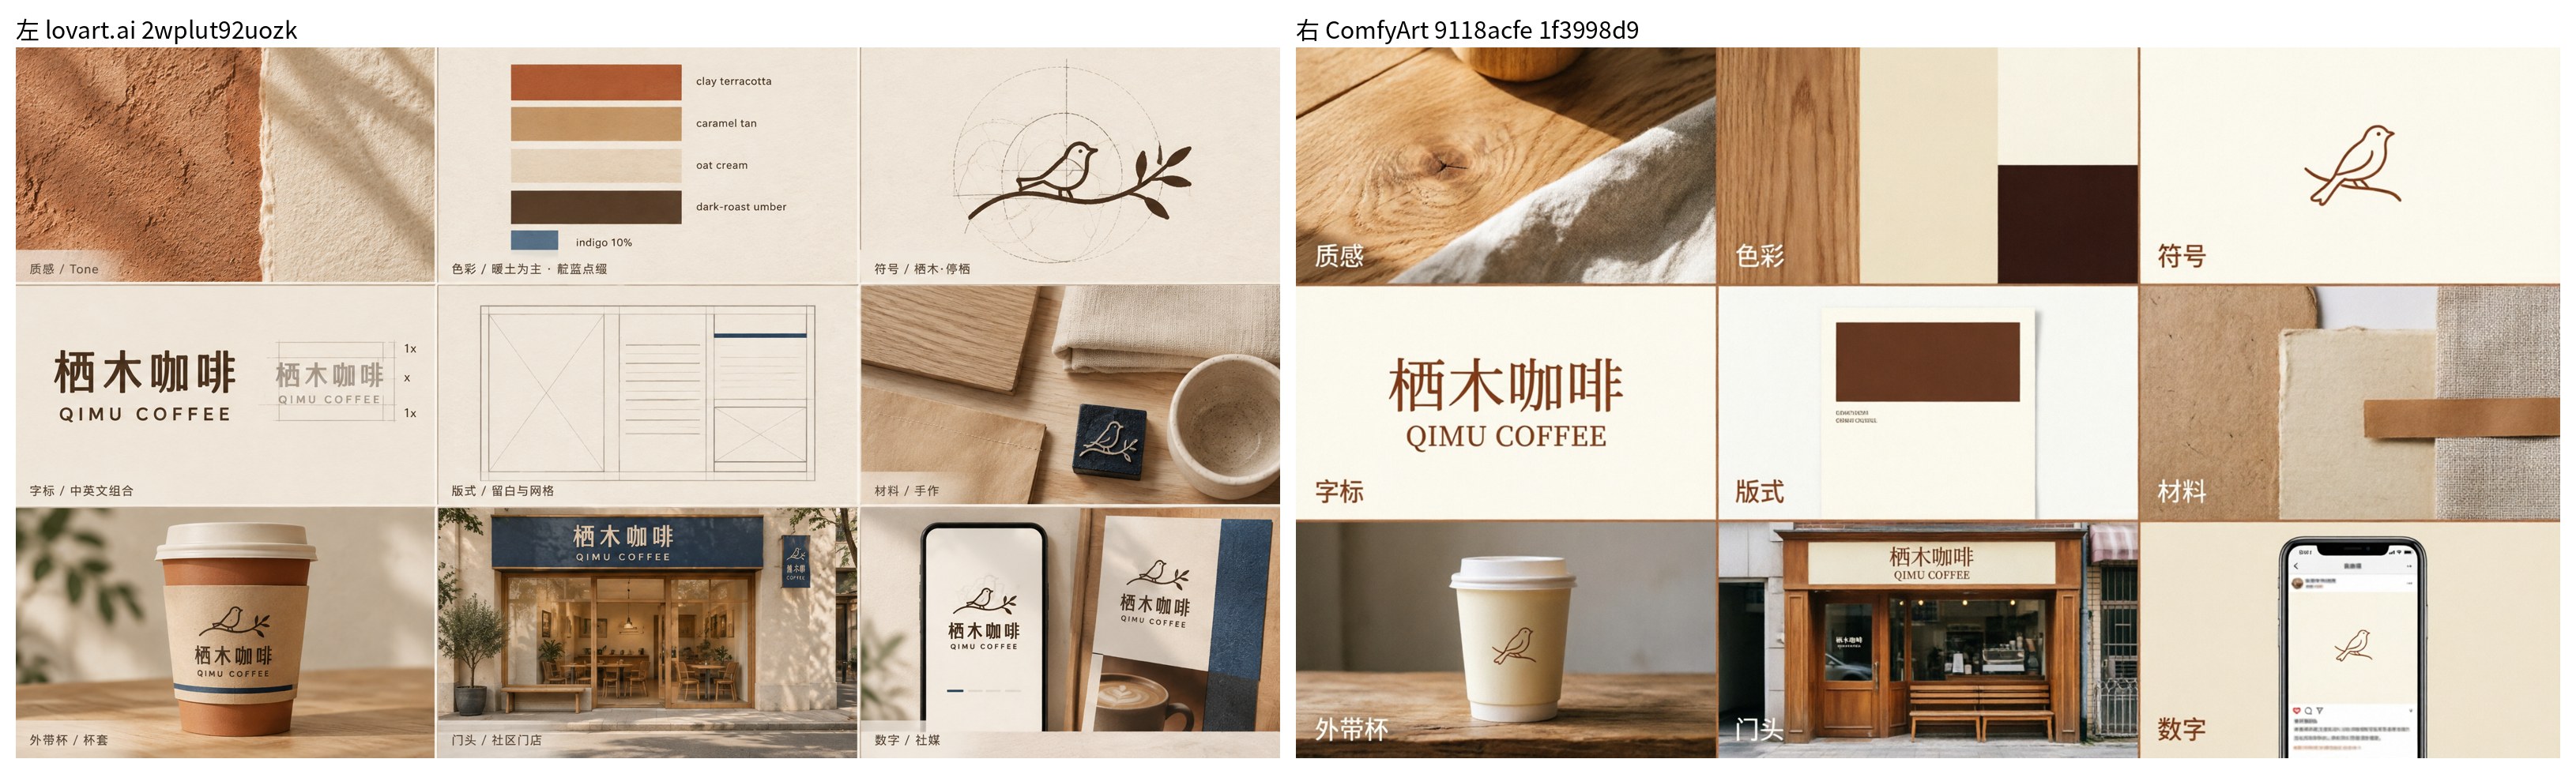 左 lovart.ai 2wplut92uozk
质感 / Tone
clay terracotta
caramel tan
oat cream
dark-roast umber
indigo 10%
色彩 / 暖土为主 · 靛蓝点缀
符号 / 栖木·停栖
栖木咖啡
QIMU COFFEE
栖木咖啡
QIMU COFFEE
1x
x
1x
字标 / 中英文组合
版式 / 留白与网格
材料 / 手作
栖木咖啡
QIMU COFFEE
外带杯 / 杯套
栖木咖啡
QIMU COFFEE
COFFEE
门头 / 社区门店
栖木咖啡
QIMU COFFEE
栖木咖啡
QIMU COFFEE
数字 / 社媒
右 ComfyArt 9118acfe 1f3998d9
质感
色彩
符号
栖木咖啡
QIMU COFFEE
字标
版式
材料
外带杯
栖木咖啡
QIMU COFFEE
栖木咖啡
门头
数字